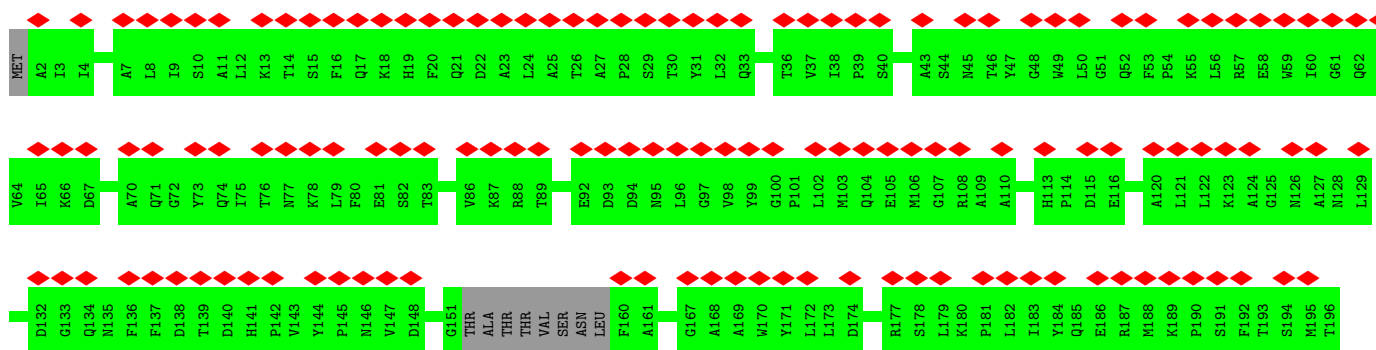 MET A2 I3 I4 A7 L8 I9 S10 A11 L12 K13 T14 S15 F16 Q17 K18 H19 F20 Q21 D22 A23 L24 A25 T26 A27 P28 S29 T30 Y31 L32 Q33 T36 V37 I38 P39 S40 A43 S44 N45 T46 Y47 G48 W49 L50 G51 Q52 F53 P54 K55 L56 R57 E58 W59 I60 G61 Q62
V64 I65 K66 D67 A70 Q71 G72 Y73 Q74 I75 T76 N77 K78 L79 F80 E81 S82 T83 V86 K87 R88 T89 E92 D93 D94 N95 L96 G97 V98 Y99 G100 P101 L102 M103 Q104 E105 M106 G107 R108 A109 A110 H113 P114 D115 E116 A120 L121 L122 K123 A124 G125 N126 A127 N128 L129
D132 G133 Q134 N135 F136 F137 D138 T139 D140 H141 P142 V143 Y144 P145 N146 V147 D148 G151 THR ALA THR THR VAL SER ASN LEU F160 A161 G167 A168 A169 W170 Y171 L172 L173 D174 R177 S178 L179 K180 P181 L182 I183 Y184 Q185 E186 R187 M188 K189 P190 S191 F192 T193 S194 M195 T196